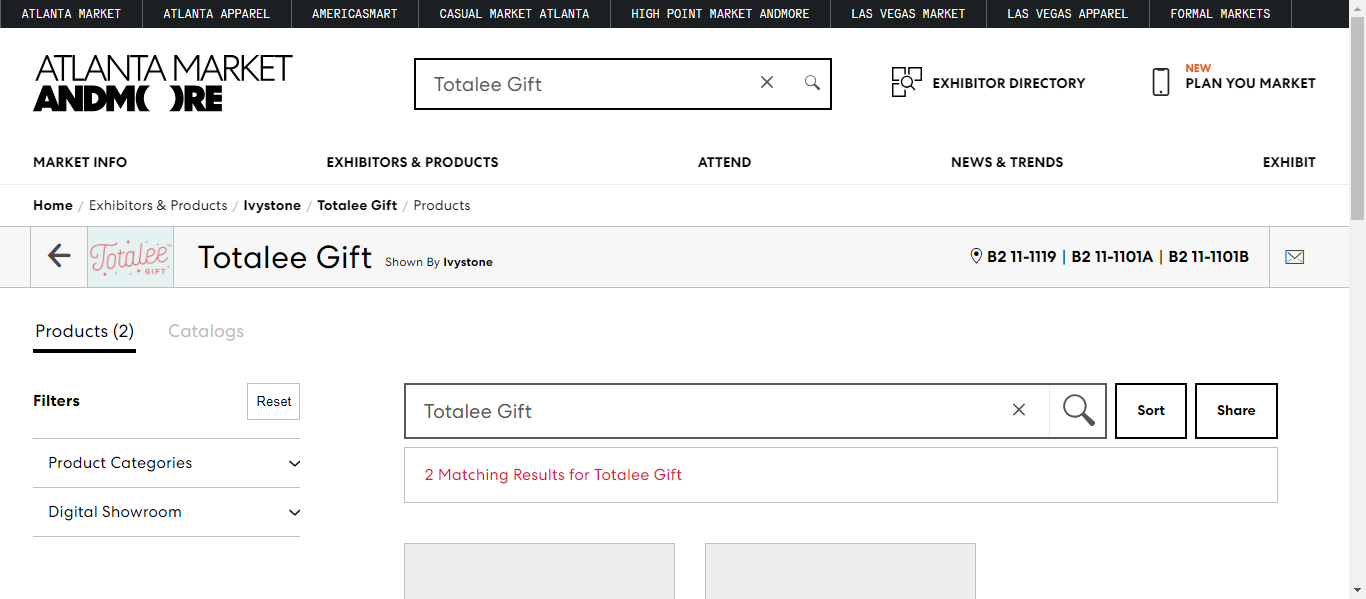 ATLANTA MARKET
ATLANTA APPAREL
AMERICASMART
CASUAL MARKET ATLANTA
HIGH POINT MARKET ANDMORE
LAS VEGAS MARKET
LAS VEGAS APPAREL
FORMAL MARKETS
ATLANTA MARKET
ANDM( )RE
Totalee Gift
EXHIBITOR DIRECTORY
NEW
PLAN YOU MARKET
MARKET INFO
EXHIBITORS & PRODUCTS
ATTEND
NEWS & TRENDS
EXHIBIT
Home / Exhibitors & Products / Ivystone / Totalee Gift / Products
Totalee™
GIFT
Totalee Gift Shown By Ivystone
B2 11-1119 | B2 11-1101A | B2 11-1101B
Products (2)
Catalogs
Filters
Reset
Totalee Gift
Sort
Share
Product Categories
2 Matching Results for Totalee Gift
Digital Showroom